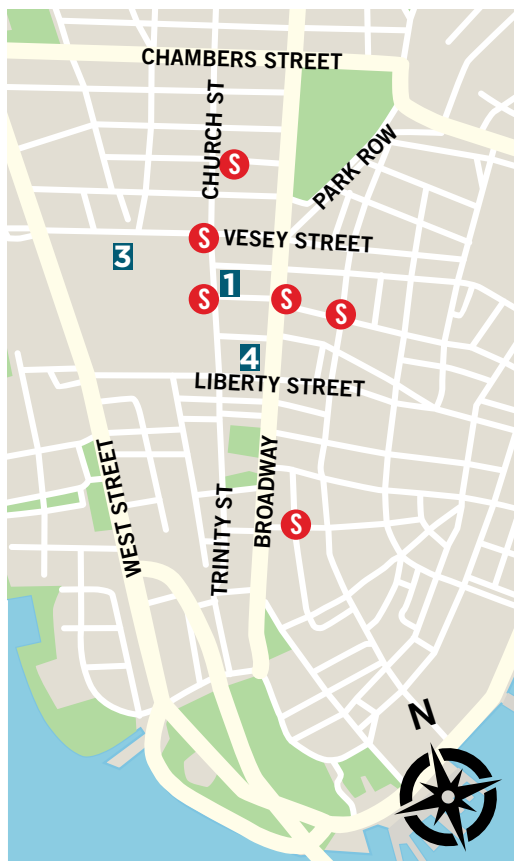 CHAMBERS STREET
CHURCH ST
PARK ROW
S
S
VESEY STREET
3
1
S
S
S
4
LIBERTY STREET
WEST STREET
TRINITY ST
BROADWAY
S
N